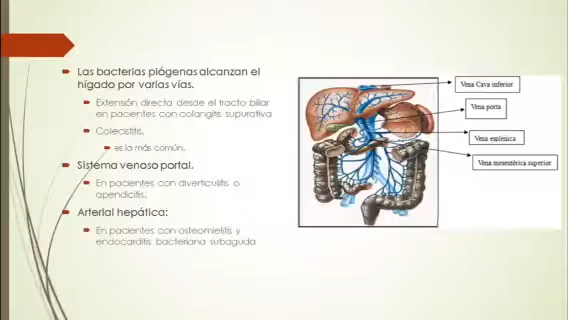 Las bacterias piógenas alcanzan el
hígado por varias vías.
Extensión directa desde el tracto biliar
en pacientes con colangitis supurativa
Colecistitis.
es la más común.
Sistema venoso portal.
En pacientes con diverticulitis o
apendicitis.
Arterial hepática:
En pacientes con osteomielitis y
endocarditis bacteriana subaguda
Vena Cava inferior
Vena porta
Vena esplénica
Vena mesentérica superior